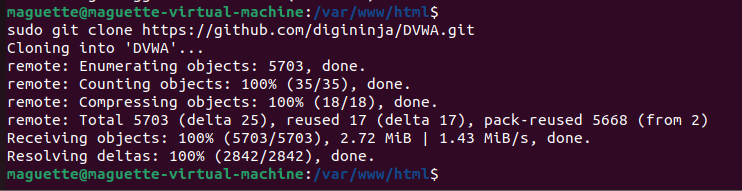 maguette@maguette-virtual-machine:/var/www/html$
sudo git clone https://github.com/digininja/DVWA.git
Cloning into 'DVWA'...
remote: Enumerating objects: 5703, done.
remote: Counting objects: 100% (35/35), done.
remote: Compressing objects: 100% (18/18), done.
remote: Total 5703 (delta 25), reused 17 (delta 17), pack-reused 5668 (from 2)
Receiving objects: 100% (5703/5703), 2.72 MiB | 1.43 MiB/s, done.
Resolving deltas: 100% (2842/2842), done.
maguette@maguette-virtual-machine:/var/www/html$